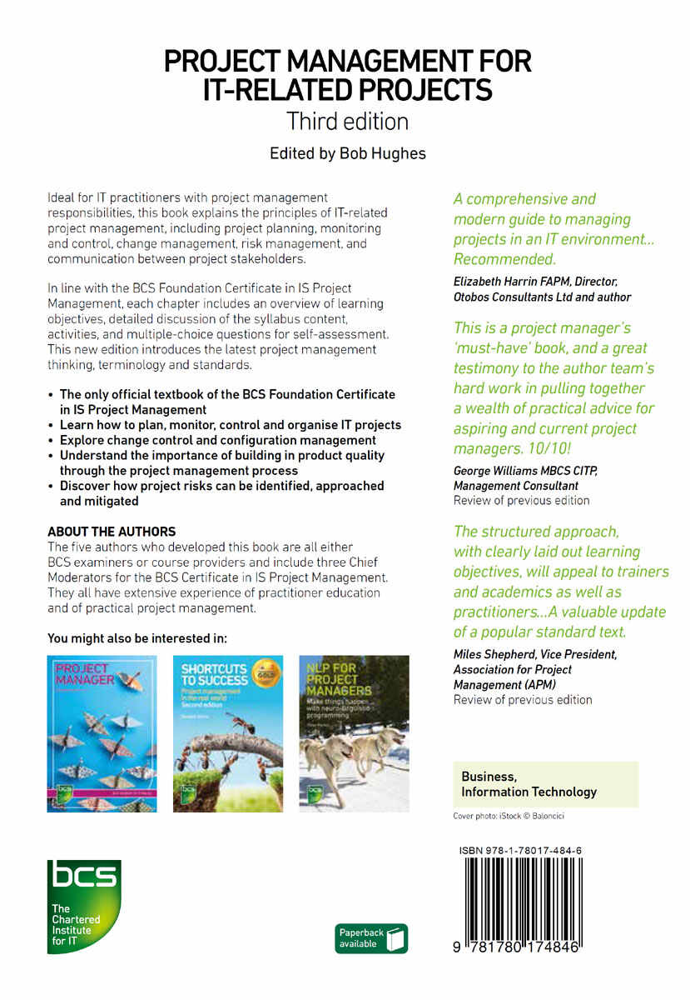 PROJECT MANAGEMENT FOR
IT-RELATED PROJECTS
Third edition
Edited by Bob Hughes
Ideal for IT practitioners with project management
responsibilities, this book explains the principles of IT-related
project management, including project planning, monitoring
and control, change management, risk management, and
communication between project stakeholders.
In line with the BCS Foundation Certificate in IS Project
Management, each chapter includes an overview of learning
objectives, detailed discussion of the syllabus content,
activities, and multiple-choice questions for self-assessment.
This new edition introduces the latest project management
thinking, terminology and standards.
• The only official textbook of the BCS Foundation Certificate
in IS Project Management
• Learn how to plan, monitor, control and organise IT projects
• Explore change control and configuration management
• Understand the importance of building in product quality
through the project management process
• Discover how project risks can be identified, approached
and mitigated
ABOUT THE AUTHORS
The five authors who developed this book are all either
BCS examiners or course providers and include three Chief
Moderators for the BCS Certificate in IS Project Management.
They all have extensive experience of practitioner education
and of practical project management.
You might also be interested in:
PROJECT
MANAGER
bcs
SHORTCUTS
TO SUCCESS
Project management
in the real world
Second edition
GOLD
bcs
NLP FOR
PROJECT
MANAGERS
Make things happen
with neuro-linguistic
programming
bcs
A comprehensive and
modern guide to managing
projects in an IT environment...
Recommended.
Elizabeth Harrin FAPM, Director,
Otobos Consultants Ltd and author
This is a project manager's
'must-have' book, and a great
testimony to the author team's
hard work in pulling together
a wealth of practical advice for
aspiring and current project
managers. 10/10!
George Williams MBCS CITP,
Management Consultant
Review of previous edition
The structured approach,
with clearly laid out learning
objectives, will appeal to trainers
and academics as well as
practitioners...A valuable update
of a popular standard text.
Miles Shepherd, Vice President,
Association for Project
Management (APM)
Review of previous edition
Business,
Information Technology
Cover photo: iStock © Baloncici
bcs
The
Chartered
Institute
for IT
Paperback
available
ISBN 978-1-78017-484-6
9 781780 174846